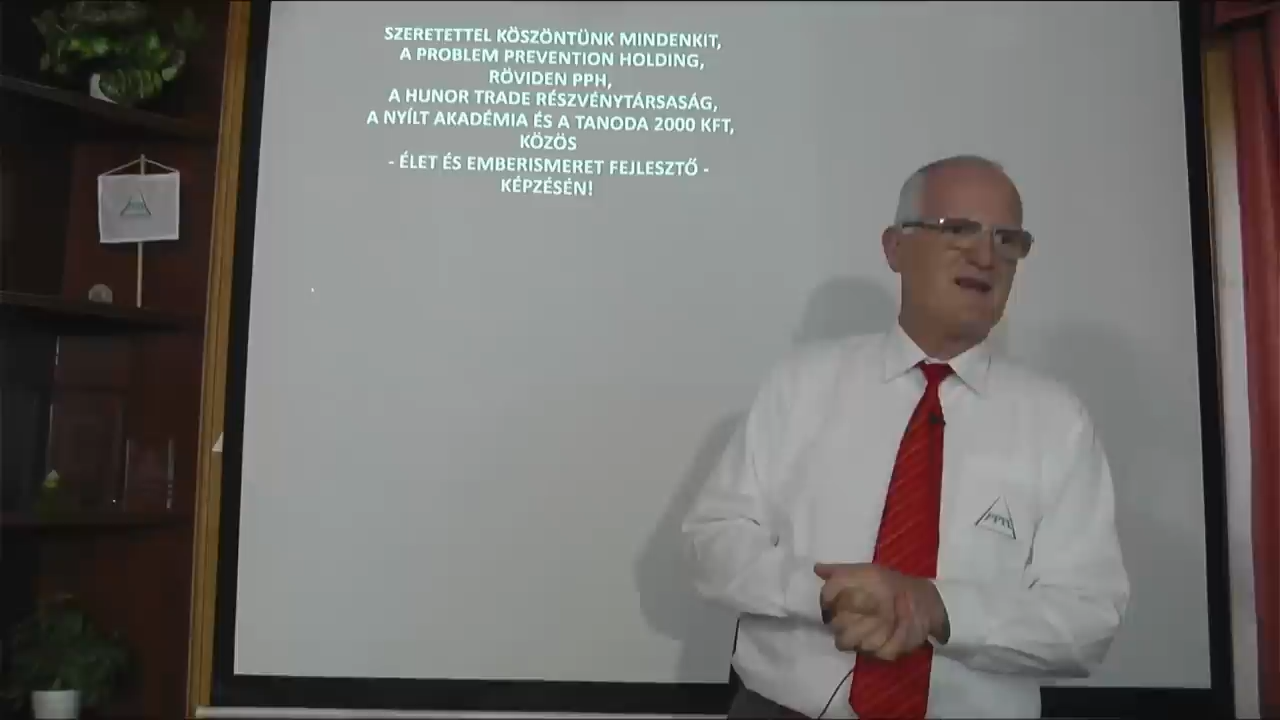 SZERETETTEL KÖSZÖNTÜNK MINDENKIT,
A PROBLEM PREVENTION HOLDING,
RÖVIDEN PPH,
A HUNOR TRADE RÉSZVÉNYTÁRSASÁG,
A NYÍLT AKADÉMIA ÉS A TANODA 2000 KFT,
KÖZÖS
- ÉLET ÉS EMBERISMERET FEJLESZTŐ -
KÉPZÉSÉN!